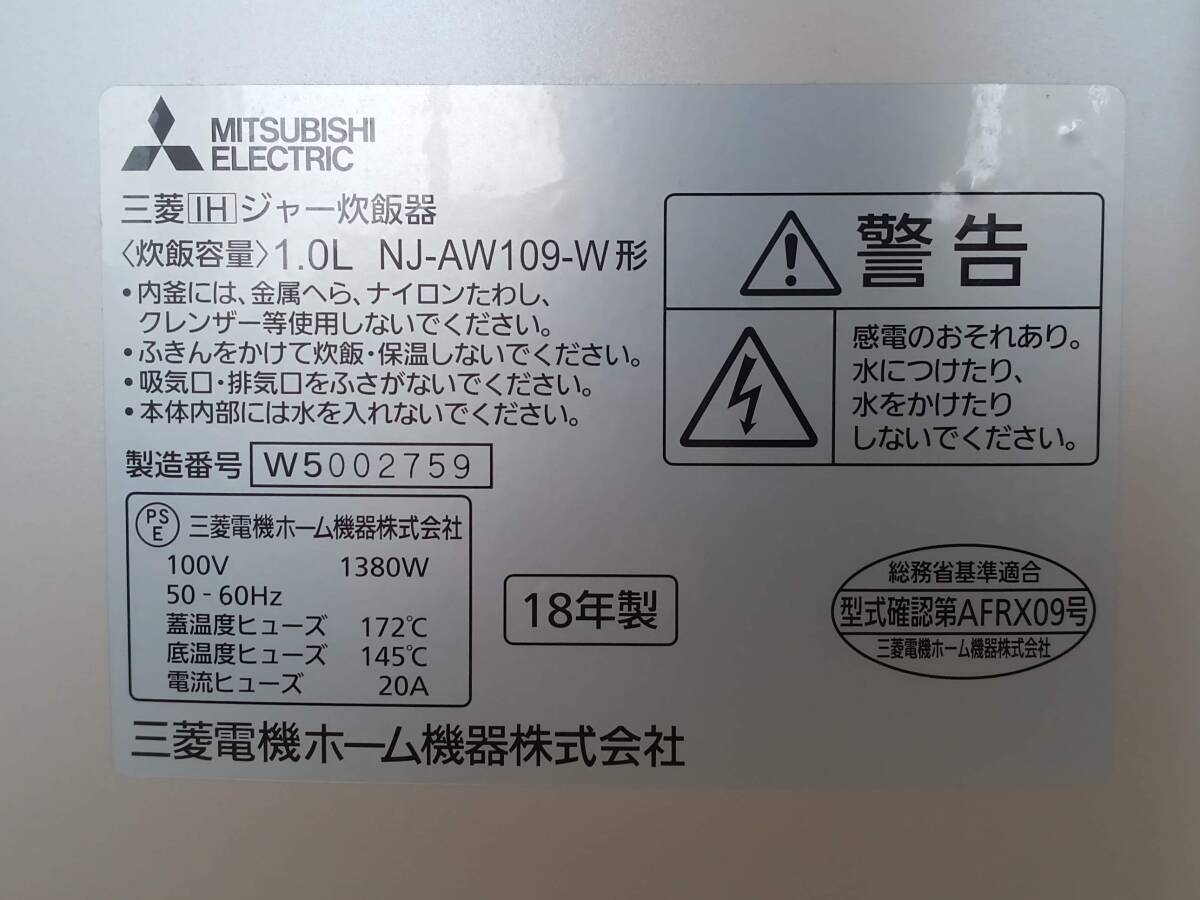 MITSUBISHI
ELECTRIC
三菱IHジャー炊飯器
〈炊飯容量〉1.0L NJ-AW109-W形
•内釜には、金属へら、ナイロンたわし、
クレンザー等使用しないでください。
•ふきんをかけて炊飯・保温しないでください。
•吸気口・排気口をふさがないでください。
•本体内部には水を入れないでください。
製造番号 W5002759
PS
E 三菱電機ホーム機器株式会社
100V 1380W
50 - 60Hz
蓋温度ヒューズ 172℃
底温度ヒューズ 145℃
電流ヒューズ 20A
三菱電機ホーム機器株式会社
18年製
警告
感電のおそれあり。
水につけたり、
水をかけたり
しないでください。
総務省基準適合
型式確認第AFRX09号
三菱電機ホーム機器株式会社